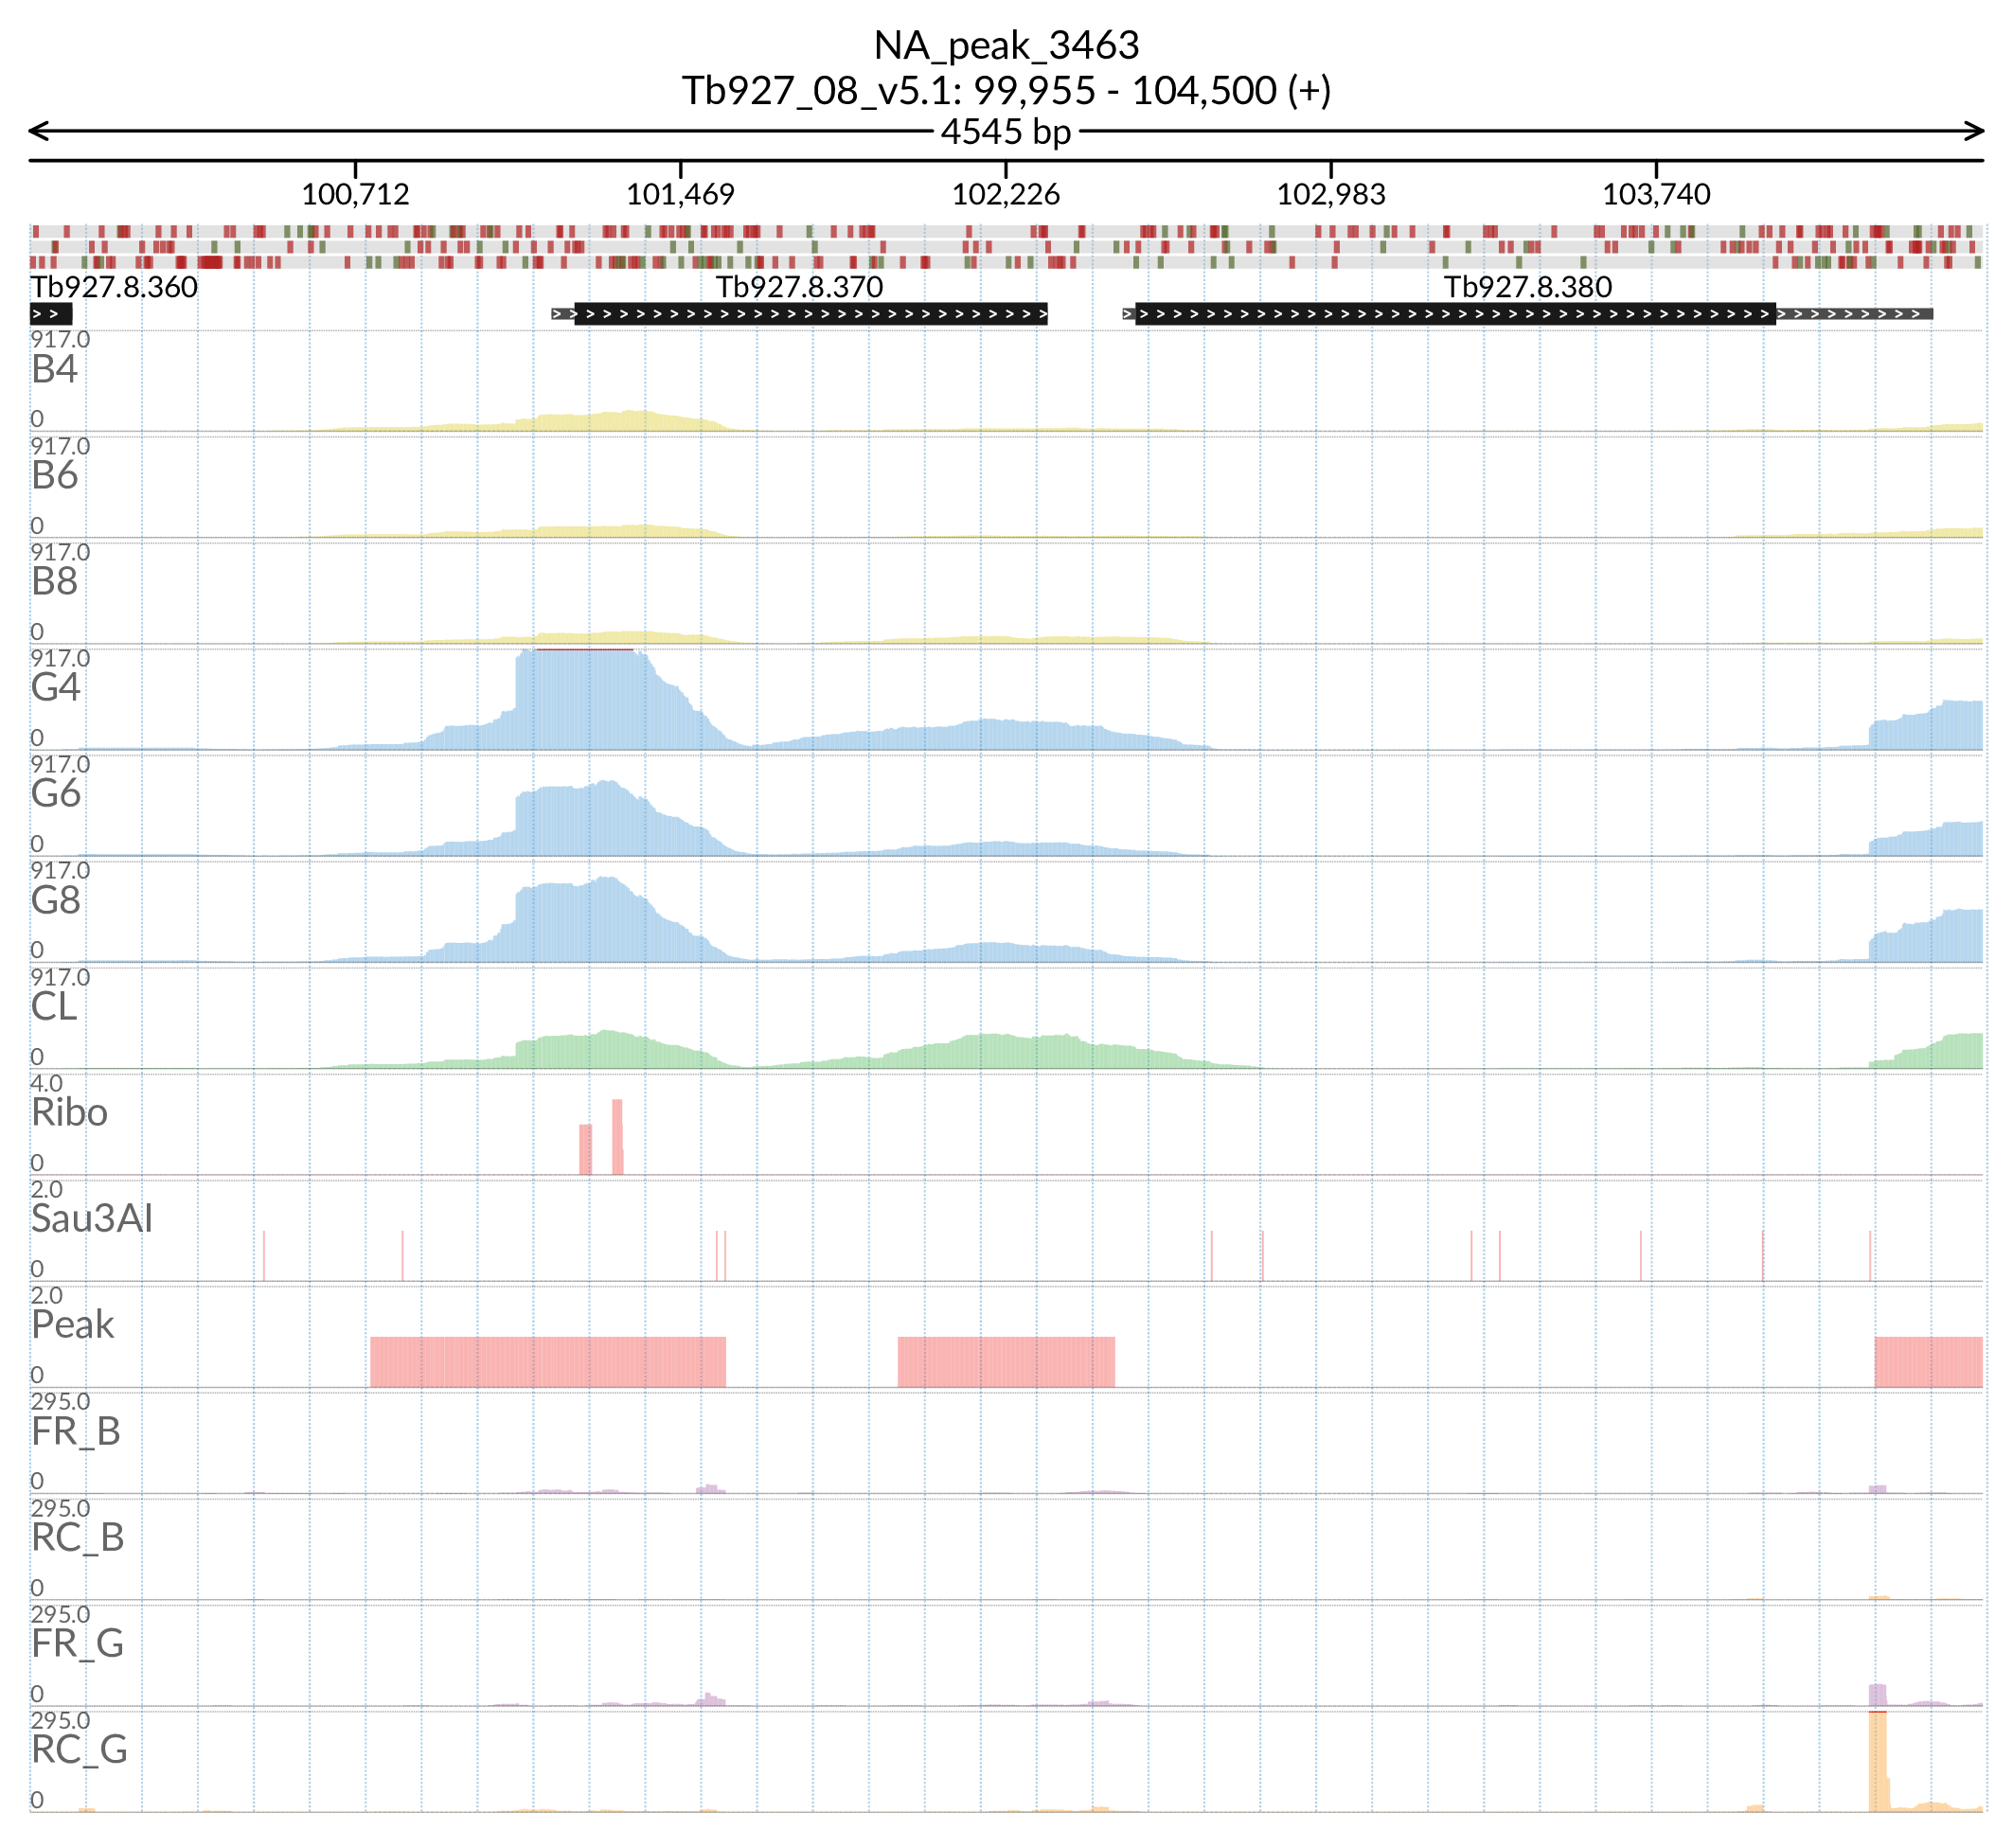 NA_peak_3463
Tb927_08_v5.1: 99,955 - 104,500 (+)
4545 bp
100,712 101,469 102,226 102,983 103,740
Tb927.8.360 Tb927.8.370 Tb927.8.380
917.0
B4
0
917.0
B6
0
917.0
B8
0
917.0
G4
0
917.0
G6
0
917.0
G8
0
917.0
CL
0
4.0
Ribo
0
2.0
Sau3AI
0
2.0
Peak
0
295.0
FR_B
0
295.0
RC_B
0
295.0
FR_G
0
295.0
RC_G
0